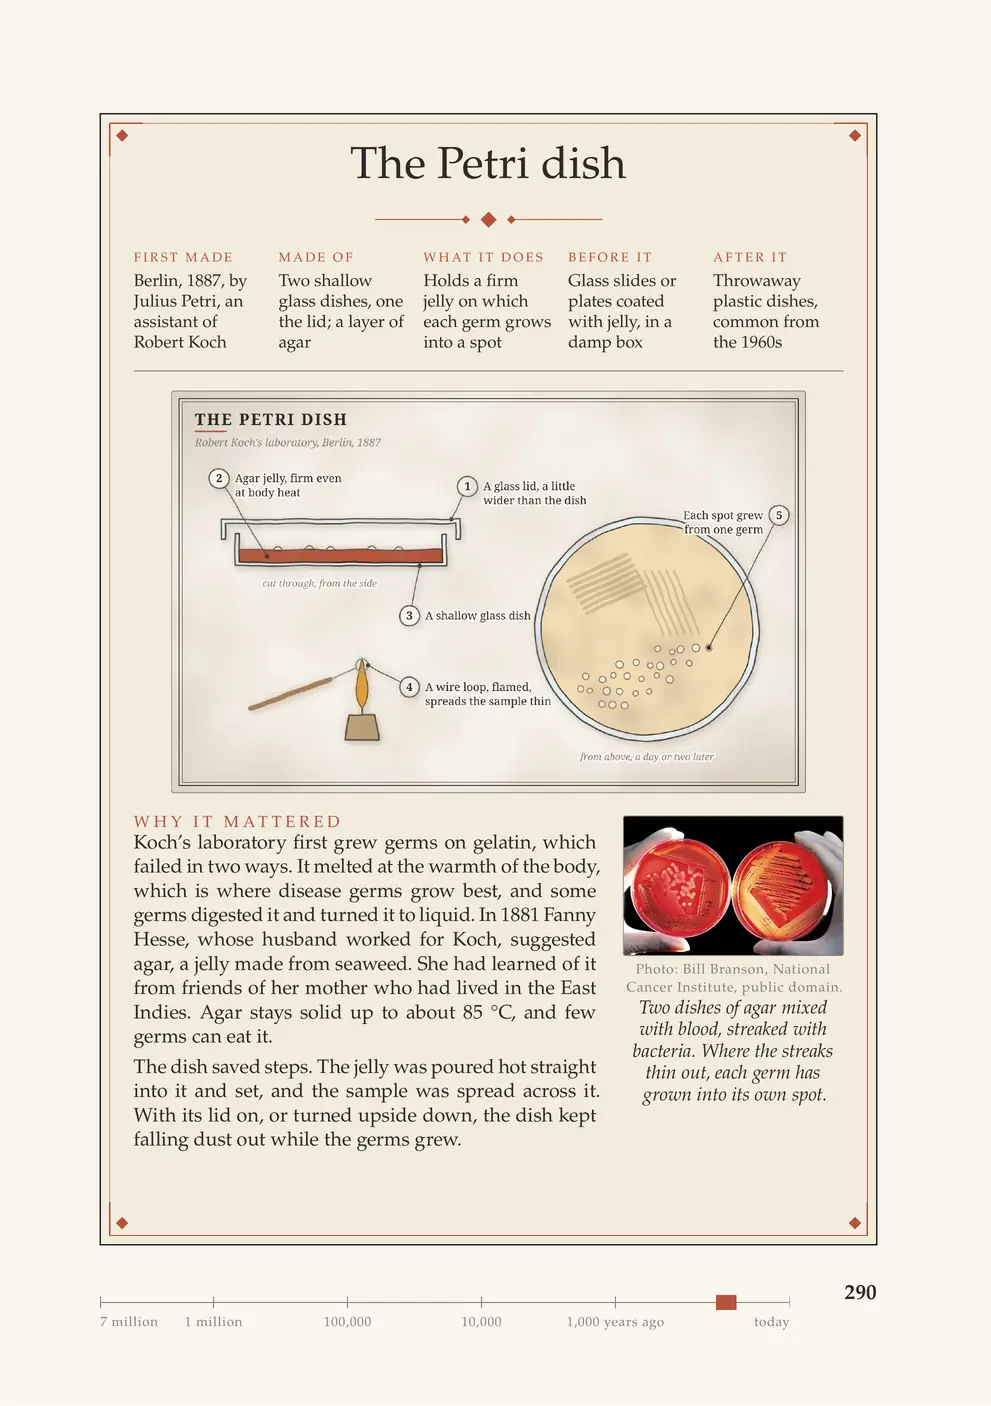 The Petri dish
FIRST MADE
Berlin, 1887, by
Julius Petri, an
assistant of
Robert Koch
MADE OF
Two shallow
glass dishes, one
the lid; a layer of
agar
WHAT IT DOES
Holds a firm
jelly on which
each germ grows
into a spot
BEFORE IT
Glass slides or
plates coated
with jelly, in a
damp box
AFTER IT
Throwaway
plastic dishes,
common from
the 1960s
THE PETRI DISH
Robert Koch's laboratory, Berlin, 1887
2 Agar jelly, firm even
at body heat
1 A glass lid, a little
wider than the dish
Each spot grew 5
from one germ
cut through, from the side
3 A shallow glass dish
4 A wire loop, flamed,
spreads the sample thin
from above, a day or two later
WHY IT MATTERED
Koch's laboratory first grew germs on gelatin, which
failed in two ways. It melted at the warmth of the body,
which is where disease germs grow best, and some
germs digested it and turned it to liquid. In 1881 Fanny
Hesse, whose husband worked for Koch, suggested
agar, a jelly made from seaweed. She had learned of it
from friends of her mother who had lived in the East
Indies. Agar stays solid up to about 85 °C, and few
germs can eat it.
The dish saved steps. The jelly was poured hot straight
into it and set, and the sample was spread across it.
With its lid on, or turned upside down, the dish kept
falling dust out while the germs grew.
Photo: Bill Branson, National
Cancer Institute, public domain.
Two dishes of agar mixed
with blood, streaked with
bacteria. Where the streaks
thin out, each germ has
grown into its own spot.
290
7 million
1 million
100,000
10,000
1,000 years ago
today